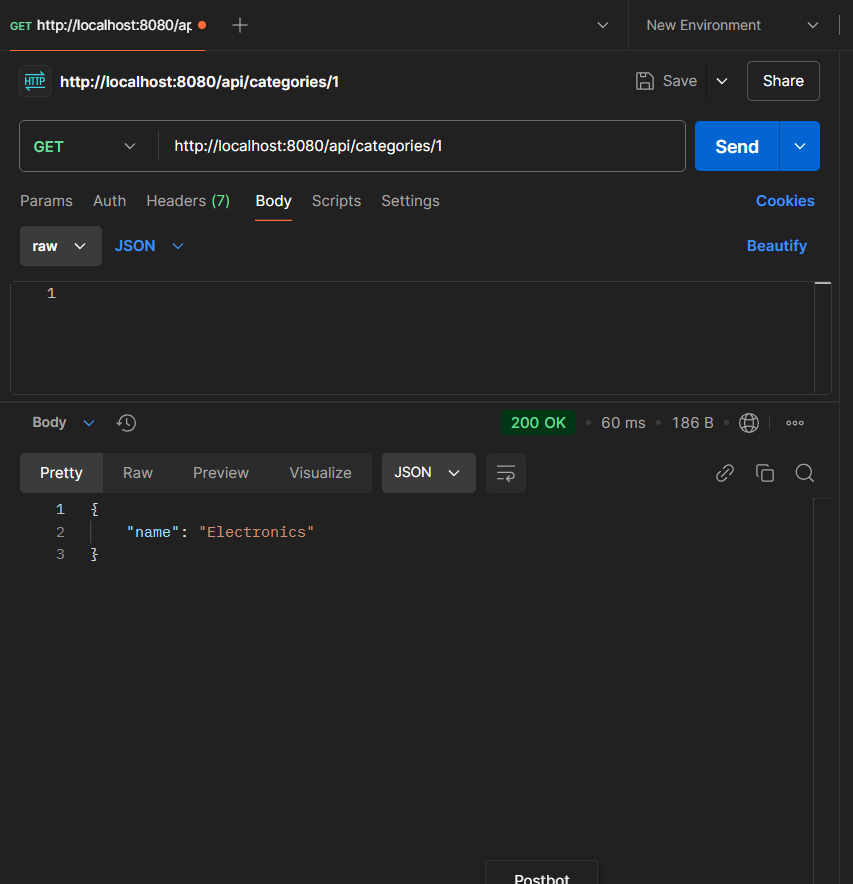 GET http://localhost:8080/ap New Environment
HTTP http://localhost:8080/api/categories/1 Save Share
GET http://localhost:8080/api/categories/1 Send
Params Auth Headers (7) Body Scripts Settings Cookies
raw JSON Beautify
1
Body 200 OK 60 ms 186 B
Pretty Raw Preview Visualize JSON
1 {
2 "name": "Electronics"
3 }
Postbot